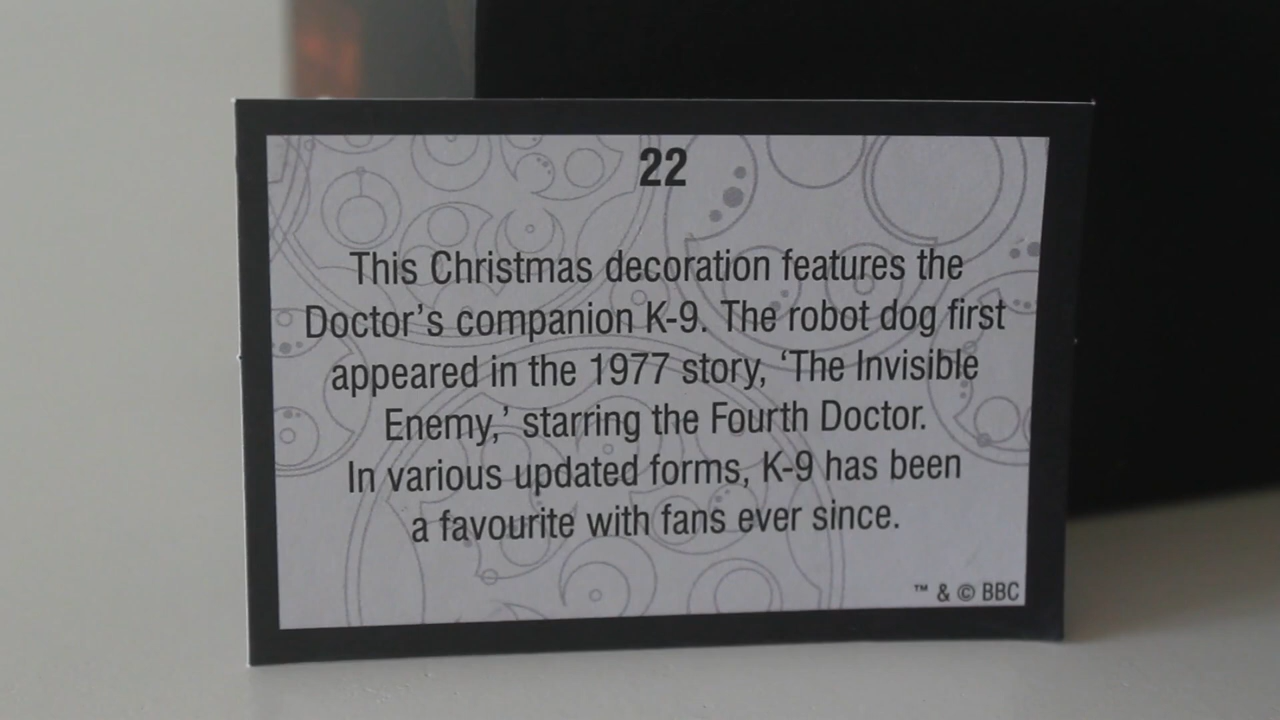 22
This Christmas decoration features the
Doctor’s companion K-9. The robot dog first
appeared in the 1977 story, ‘The Invisible
Enemy,’ starring the Fourth Doctor.
In various updated forms, K-9 has been
a favourite with fans ever since.
™ & © BBC